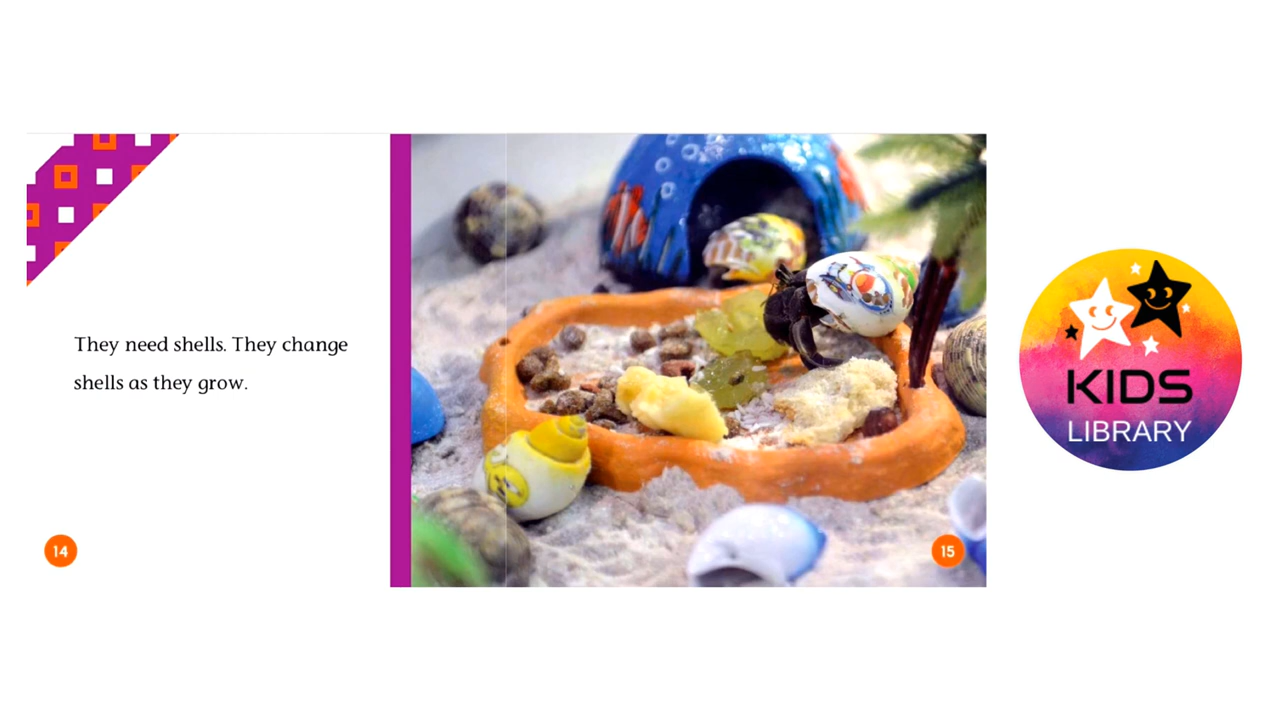 They need shells. They change
shells as they grow.
14
15
KIDS
LIBRARY